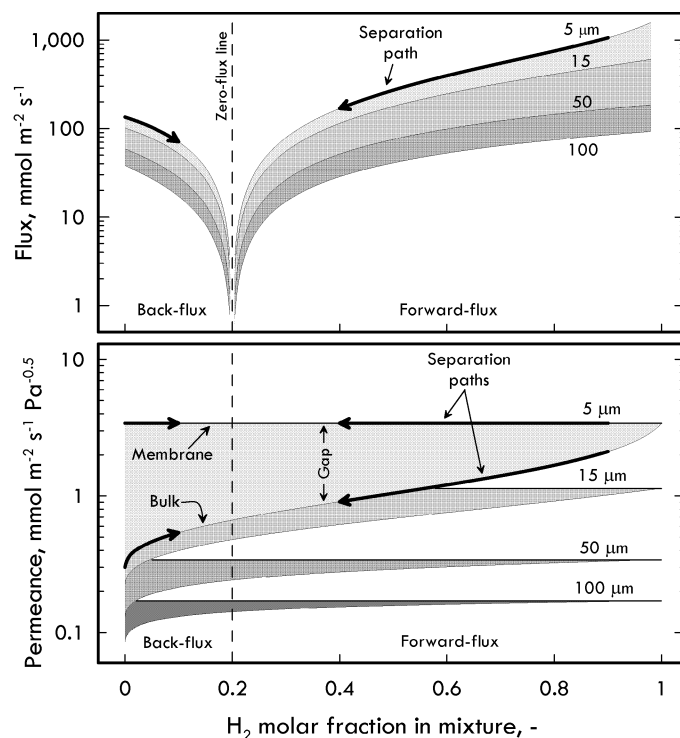 Flux, mmol m⁻² s⁻¹
1,000
100
10
1
Zero-flux line
Separation
path
5 µm
15
50
100
Back-flux
Forward-flux
Permeance, mmol m⁻² s⁻¹ Pa⁻⁰·⁵
10
1
0.1
Separation
paths
5 µm
Membrane
Gap
15 µm
Bulk
50 µm
100 µm
Back-flux
Forward-flux
0
0.2
0.4
0.6
0.8
1
H₂ molar fraction in mixture, -